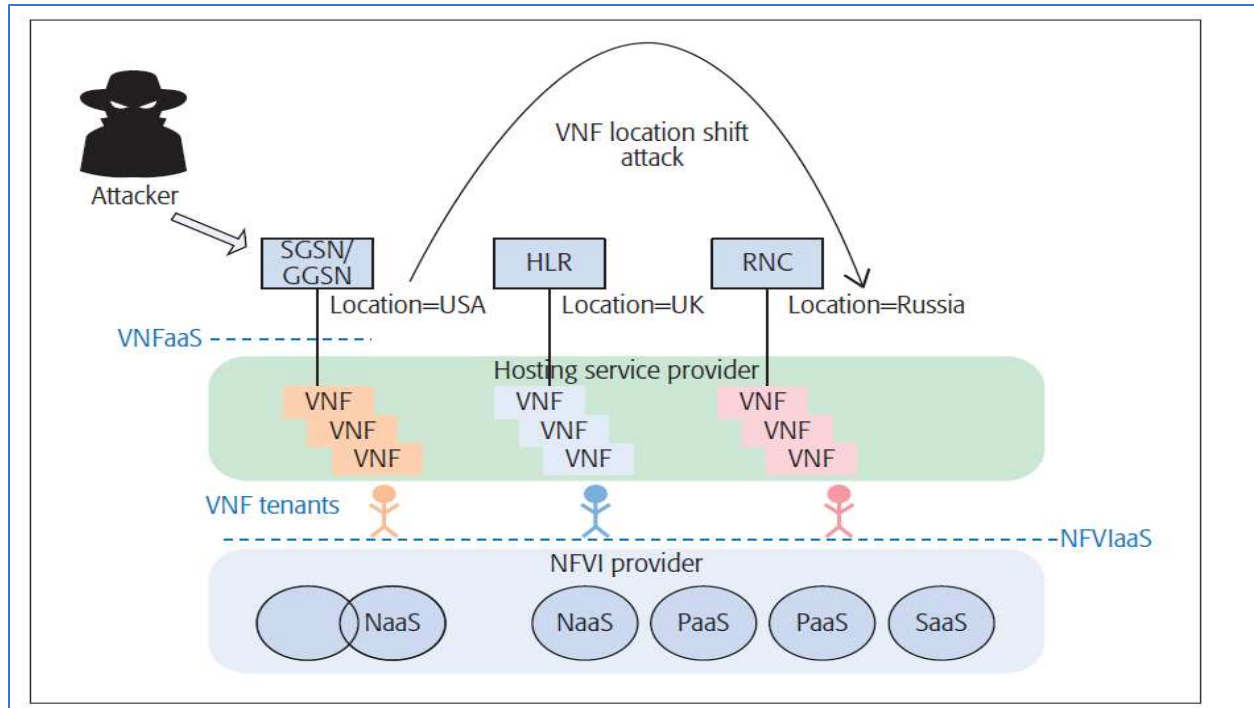 VNF location shift
attack
Attacker
SGSN/
GGSN
HLR
RNC
Location=USA
Location=UK
Location=Russia
VNFaaS
Hosting service provider
VNF
VNF
VNF
VNF
VNF
VNF
VNF
VNF
VNF
VNF tenants
NFVIaaS
NFVI provider
NaaS
NaaS
PaaS
PaaS
SaaS